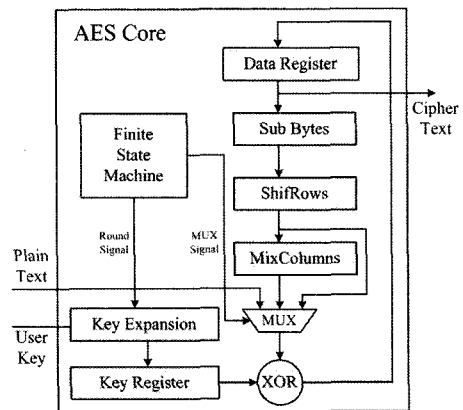 AES Core
Data Register
Cipher
Text
Finite
State
Machine
Sub Bytes
ShifRows
Round
Signal
MUX
Signal
MixColumns
Plain
Text
MUX
Key Expansion
User
Key
Key Register
XOR